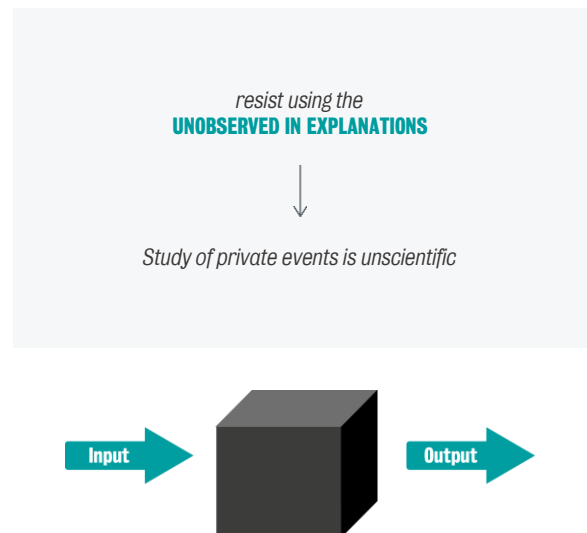 resist using the
UNOBSERVED IN EXPLANATIONS
Study of private events is unscientific
Input
Output